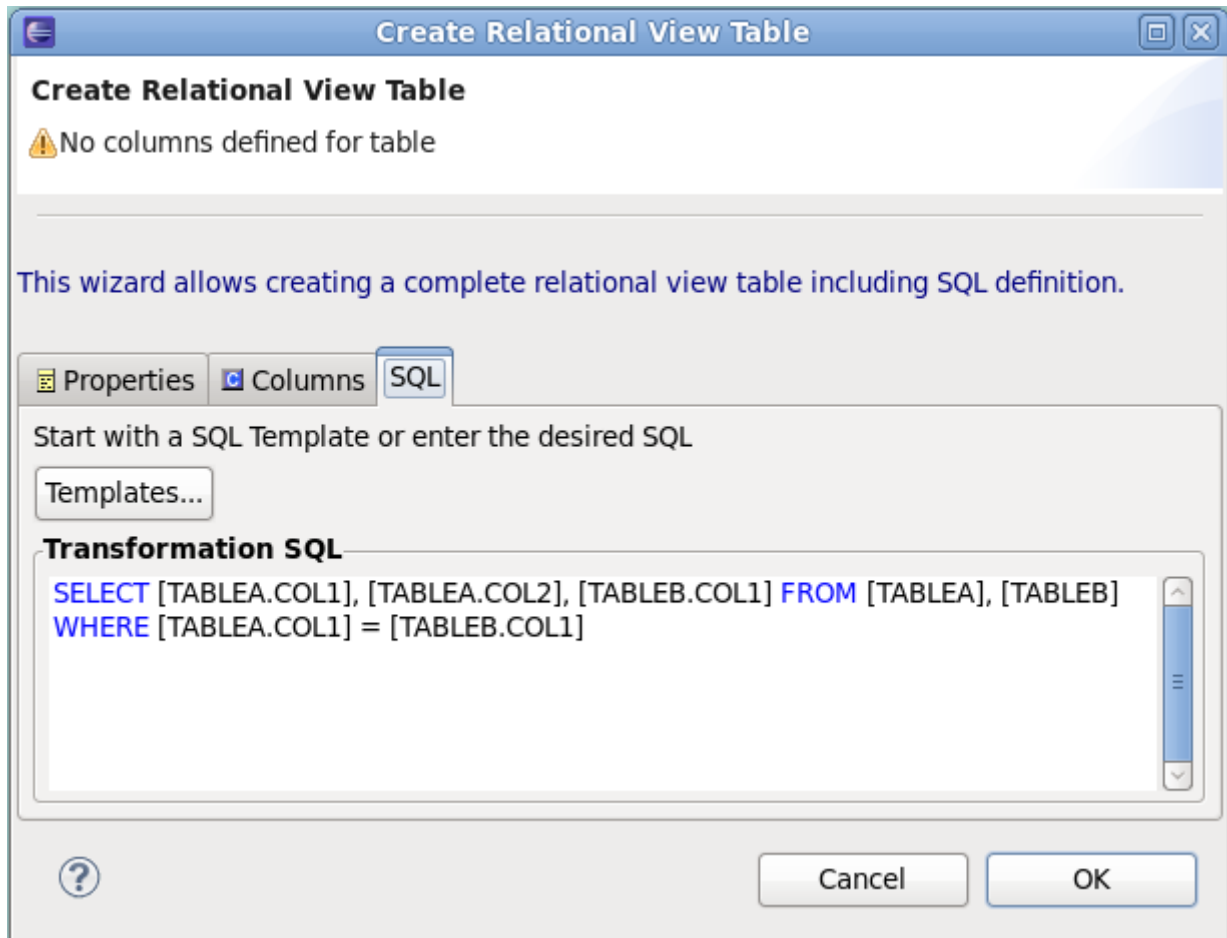 Create Relational View Table
Create Relational View Table
No columns defined for table
This wizard allows creating a complete relational view table including SQL definition.
Properties Columns SQL
Start with a SQL Template or enter the desired SQL
Templates...
Transformation SQL
SELECT [TABLEA.COL1], [TABLEA.COL2], [TABLEB.COL1] FROM [TABLEA], [TABLEB]
WHERE [TABLEA.COL1] = [TABLEB.COL1]
Cancel OK